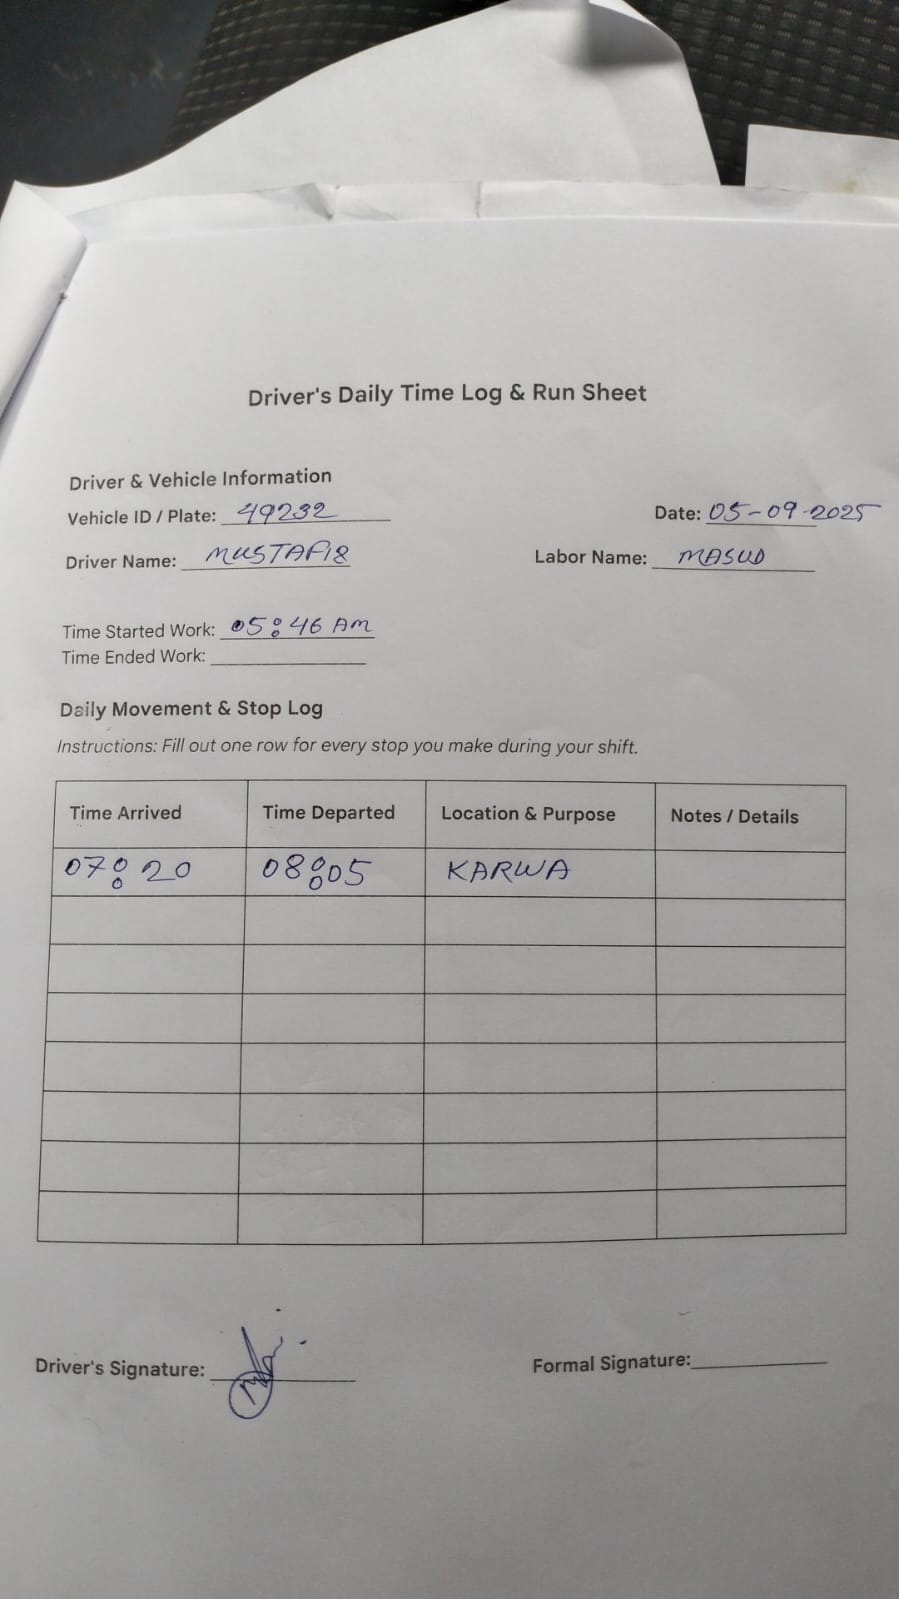 Driver's Daily Time Log & Run Sheet
Driver & Vehicle Information
Vehicle ID / Plate: 49232 Date: 05-09-2025
Driver Name: MUSTAFIZ Labor Name: MASUD
Time Started Work: 05:46 AM
Time Ended Work:
Daily Movement & Stop Log
Instructions: Fill out one row for every stop you make during your shift.
Time Arrived Time Departed Location & Purpose Notes / Details
07:20 08:05 KARWA
Driver's Signature: Formal Signature: